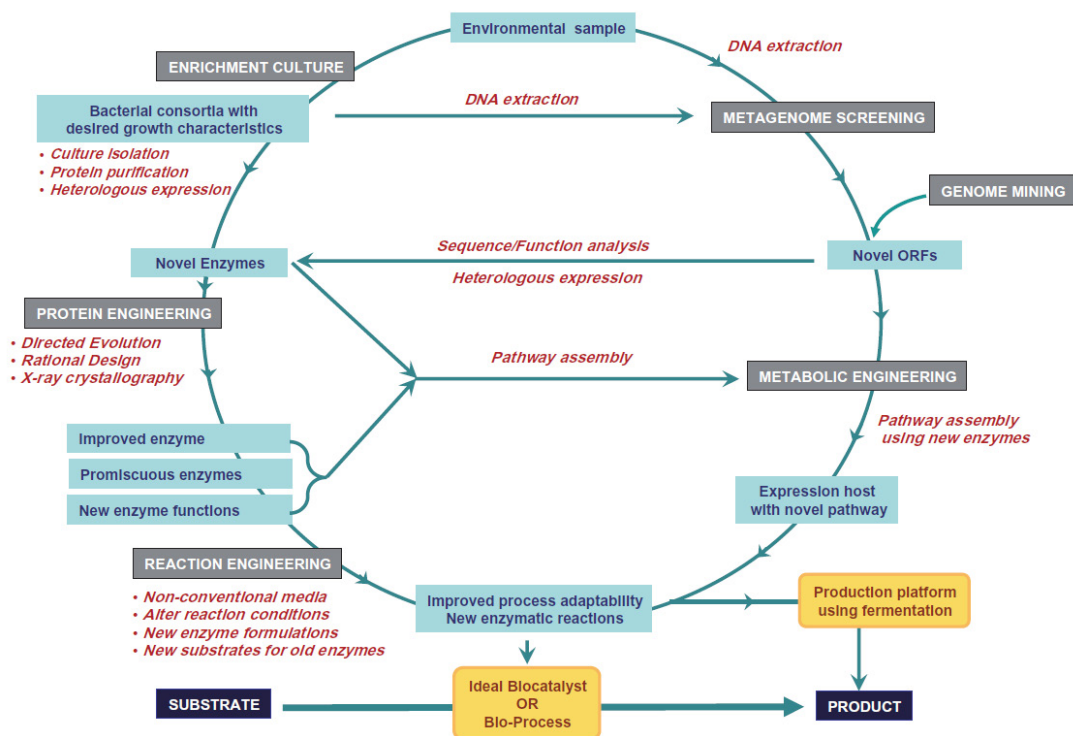 Environmental sample
DNA extraction
ENRICHMENT CULTURE
Bacterial consortia with
desired growth characteristics
• Culture isolation
• Protein purification
• Heterologous expression
DNA extraction
METAGENOME SCREENING
GENOME MINING
Novel Enzymes
Sequence/Function analysis
Heterologous expression
Novel ORFs
PROTEIN ENGINEERING
• Directed Evolution
• Rational Design
• X-ray crystallography
Pathway assembly
METABOLIC ENGINEERING
Pathway assembly
using new enzymes
Improved enzyme
Promiscuous enzymes
New enzyme functions
Expression host
with novel pathway
REACTION ENGINEERING
• Non-conventional media
• Alter reaction conditions
• New enzyme formulations
• New substrates for old enzymes
Improved process adaptability
New enzymatic reactions
Production platform
using fermentation
SUBSTRATE
Ideal Biocatalyst
OR
Bio-Process
PRODUCT